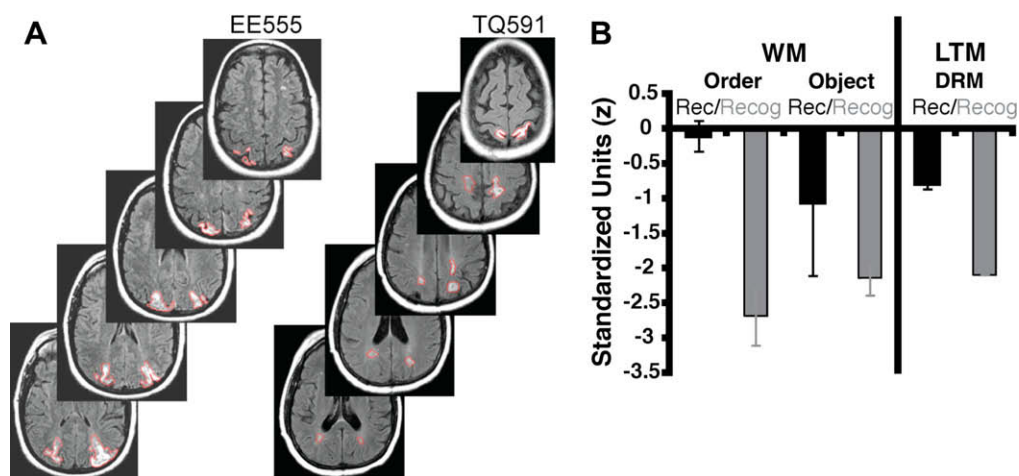 A
EE555
TQ591
B
WM
LTM
Order
Object
DRM
Rec/Recog
Rec/Recog
Rec/Recog
Standardized Units (z)
0.5
0
-0.5
-1
-1.5
-2
-2.5
-3
-3.5